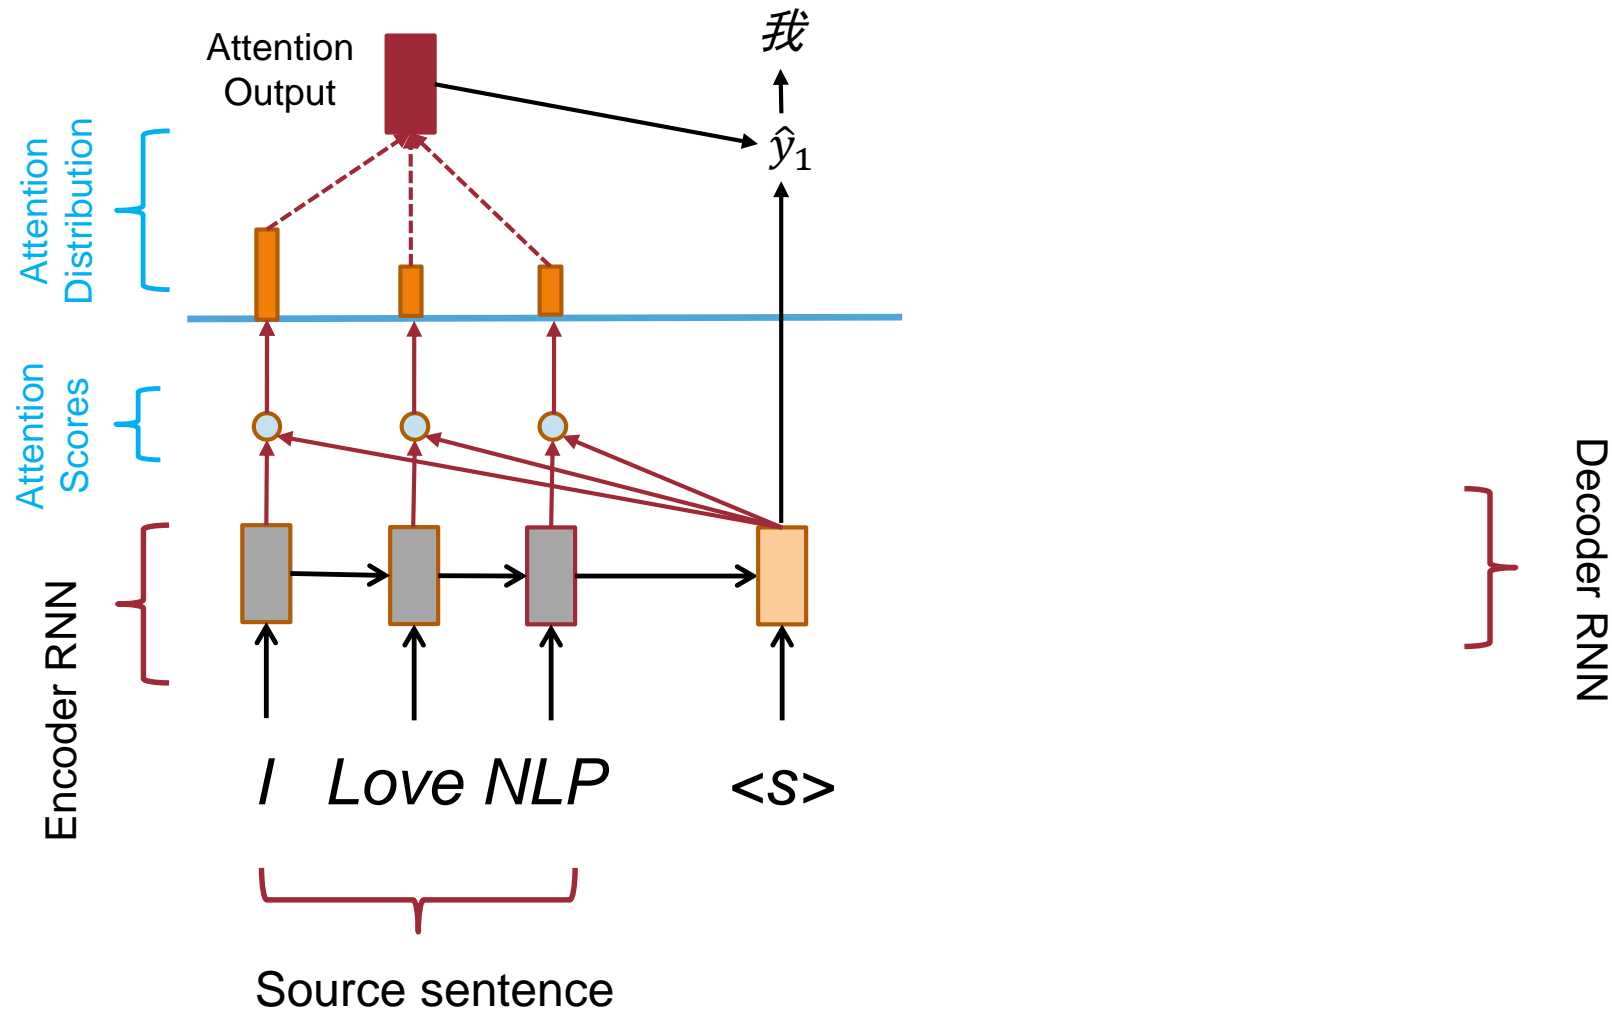 Attention
Output
我
ŷ₁
Attention
Distribution
Attention
Scores
Encoder RNN
Decoder RNN
I Love NLP <s>
Source sentence